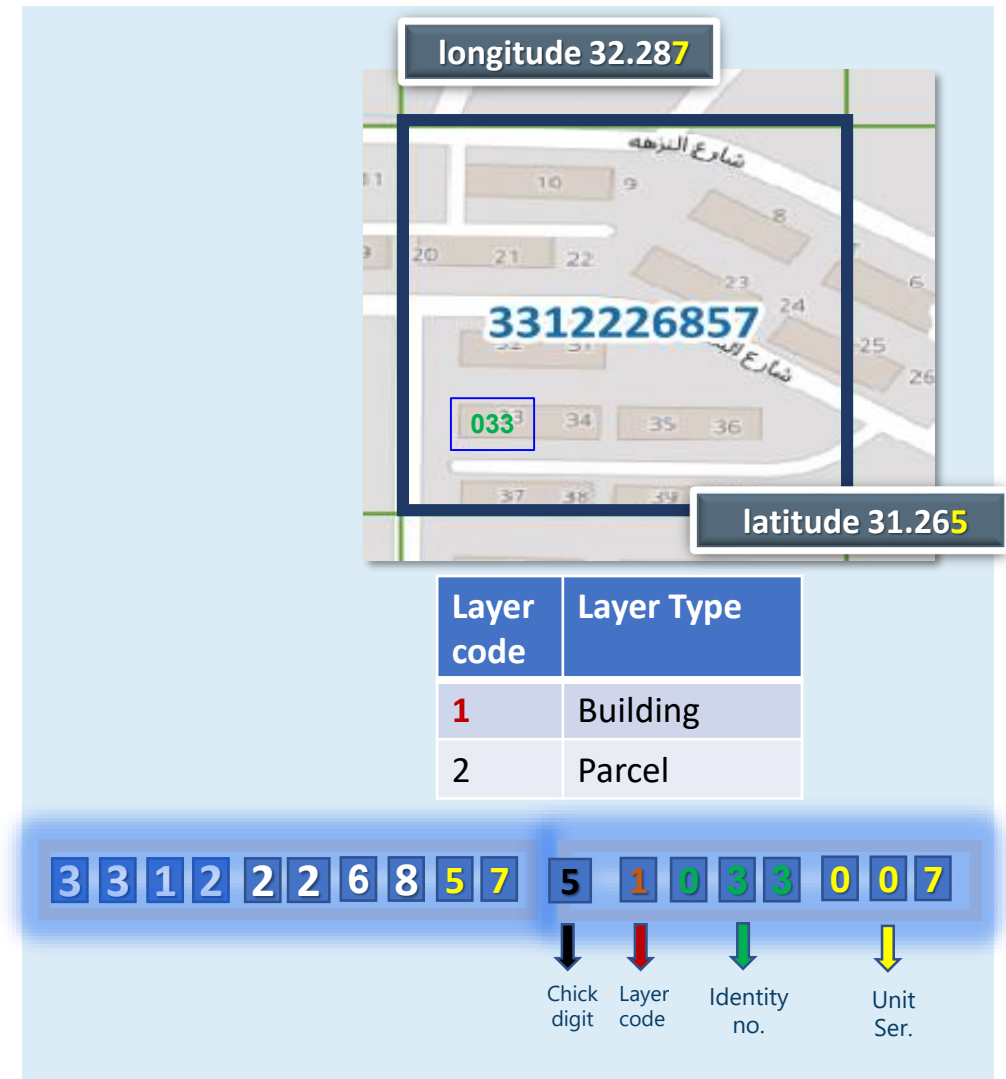 longitude 32.287
شارع النزهه
11
10
9
8
7
20
21
22
23
6
24
3312226857
25
26
033
34
35
36
37
38
39
latitude 31.265
Layer code
Layer Type
1
Building
2
Parcel
3 3 1 2 2 2 6 8 5 7 5 1 0 3 3 0 0 7
Chick digit
Layer code
Identity no.
Unit Ser.